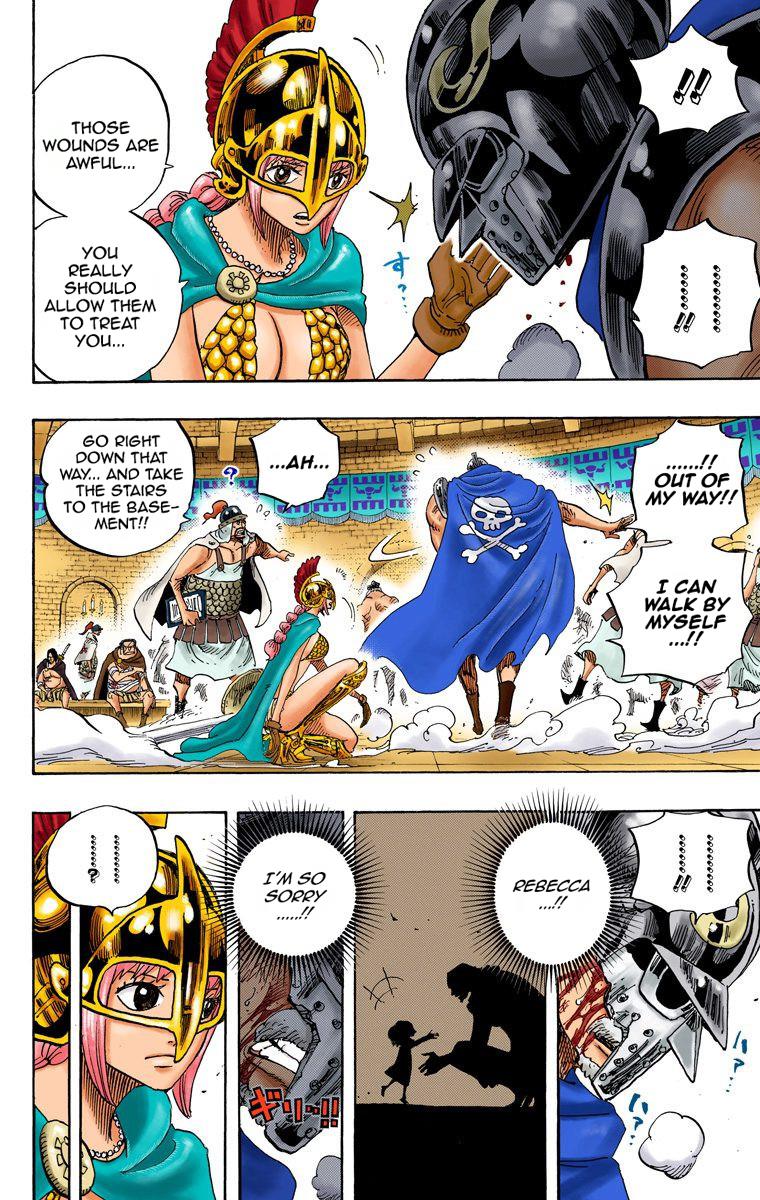 !!
............
!!
THOSE
WOUNDS ARE
AWFUL...
すっ…
YOU
REALLY
SHOULD
ALLOW THEM
TO TREAT
YOU...
......!!
OUT OF
MY WAY!!
I CAN
WALK BY
MYSELF
...!!
...AH...
?
GO RIGHT
DOWN THAT
WAY... AND TAKE
THE STAIRS
TO THE BASE-
MENT!!
............
!!
ハァ…
ハァ…
REBECCA
...!!
I'M SO
SORRY
......!!
ギリッ…!!
............
?